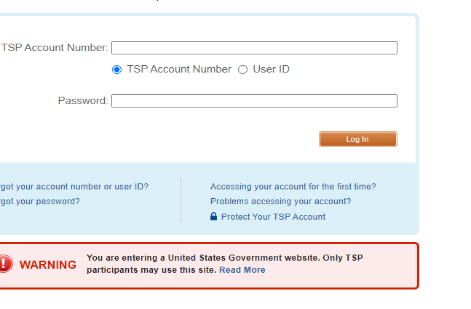 TSP Account Number:
TSP Account Number User ID
Password:
Log In
got your account number or user ID?
got your password?
Accessing your account for the first time?
Problems accessing your account?
Protect Your TSP Account
WARNING
You are entering a United States Government website. Only TSP
participants may use this site. Read More